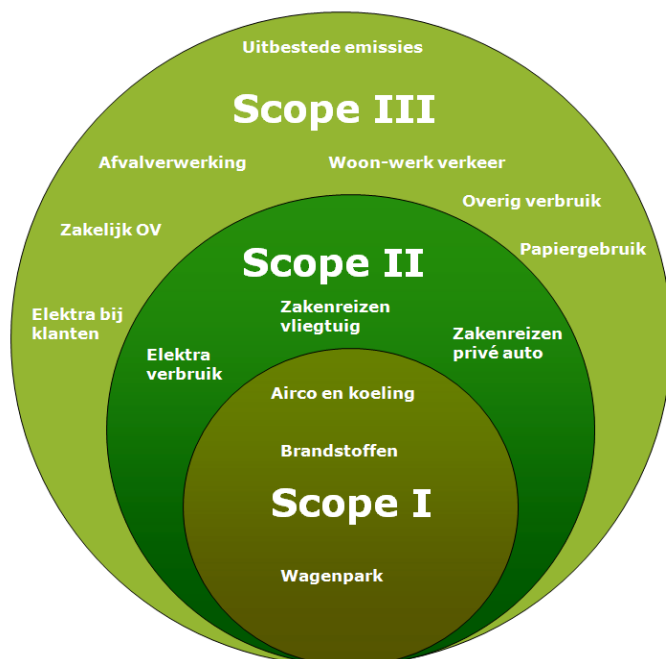 Uitbestede emissies
Scope III
Afvalverwerking
Woon-werk verkeer
Overig verbruik
Zakelijk OV
Papiergebruik
Scope II
Elektra bij
klanten
Zakenreizen
vliegtuig
Zakenreizen
privé auto
Elektra
verbruik
Airco en koeling
Brandstoffen
Scope I
Wagenpark